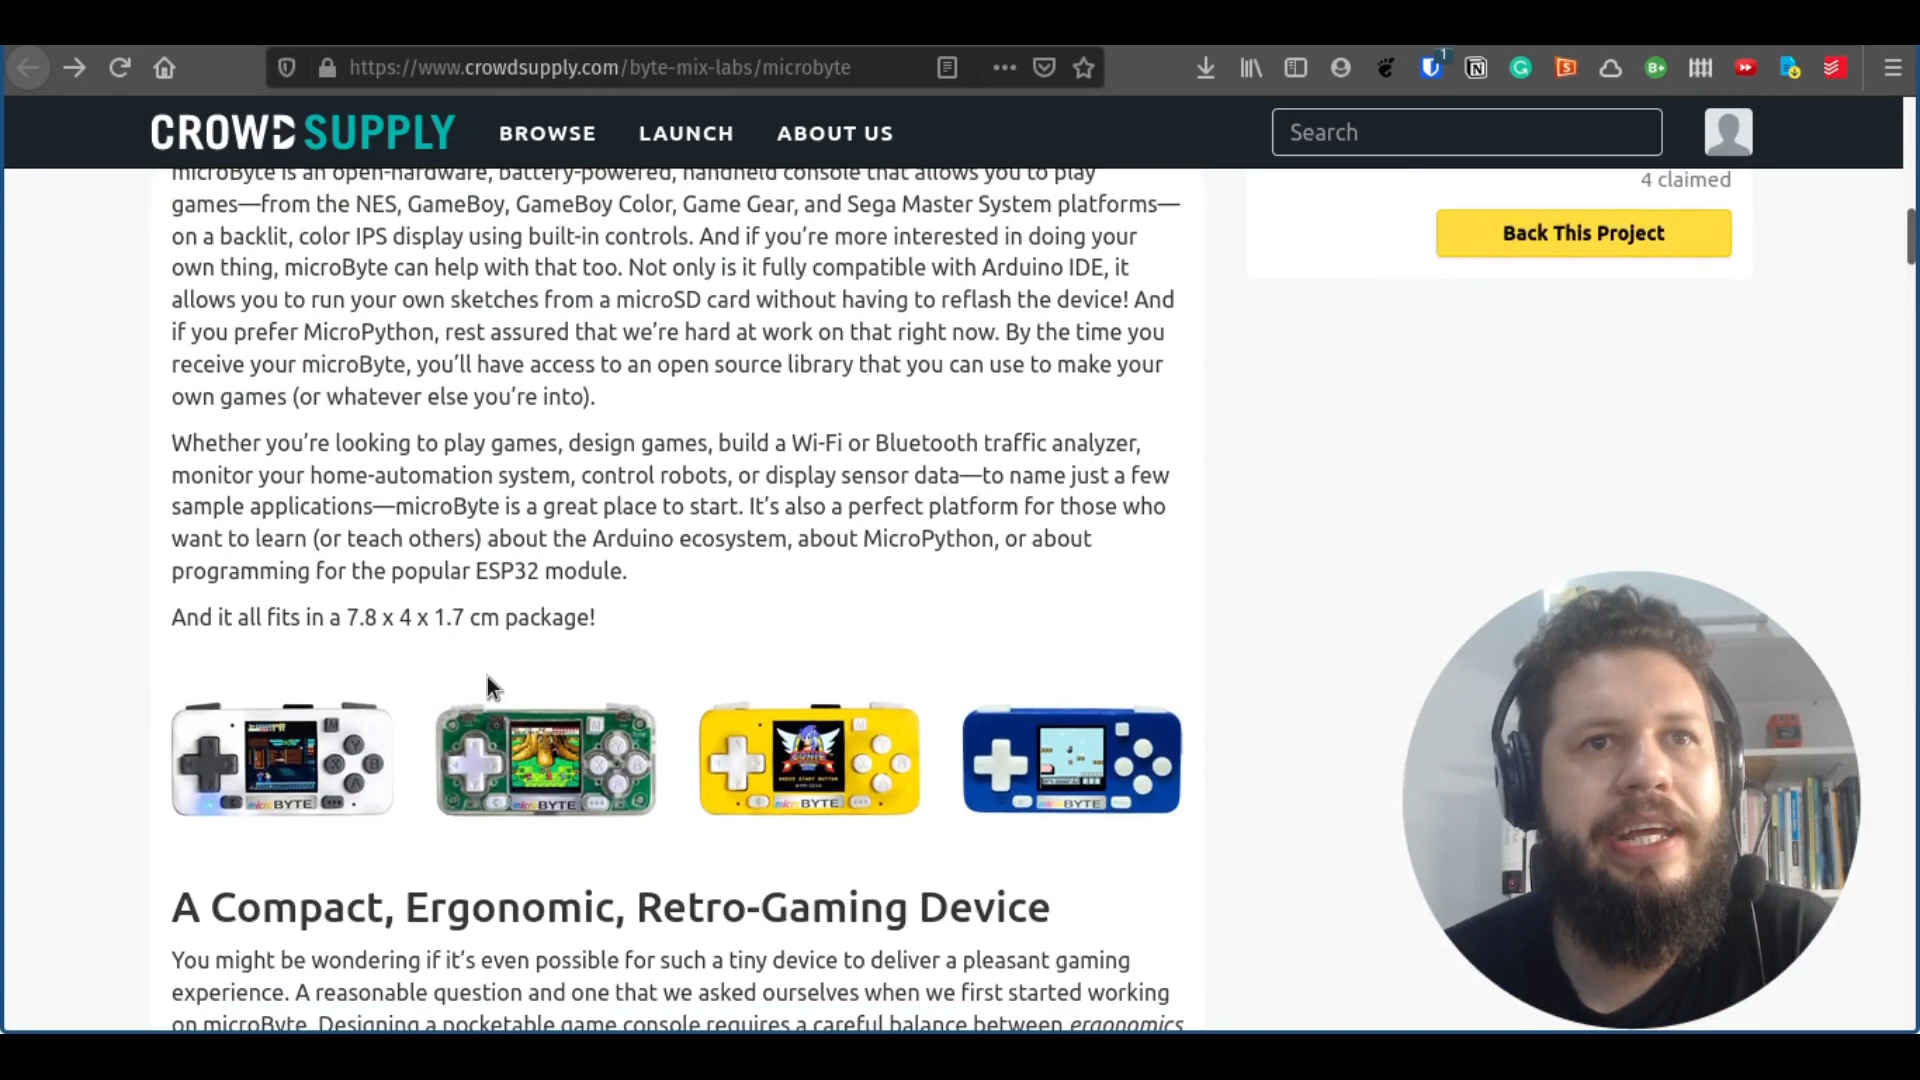 https://www.crowdsupply.com/byte-mix-labs/microbyte
1
CROWD SUPPLY
BROWSE
LAUNCH
ABOUT US
Search
microByte is an open-hardware, battery-powered, handheld console that allows you to play
games—from the NES, GameBoy, GameBoy Color, Game Gear, and Sega Master System platforms—
on a backlit, color IPS display using built-in controls. And if you’re more interested in doing your
own thing, microByte can help with that too. Not only is it fully compatible with Arduino IDE, it
allows you to run your own sketches from a microSD card without having to reflash the device! And
if you prefer MicroPython, rest assured that we’re hard at work on that right now. By the time you
receive your microByte, you’ll have access to an open source library that you can use to make your
own games (or whatever else you’re into).
4 claimed
Back This Project
Whether you’re looking to play games, design games, build a Wi-Fi or Bluetooth traffic analyzer,
monitor your home-automation system, control robots, or display sensor data—to name just a few
sample applications—microByte is a great place to start. It’s also a perfect platform for those who
want to learn (or teach others) about the Arduino ecosystem, about MicroPython, or about
programming for the popular ESP32 module.
And it all fits in a 7.8 x 4 x 1.7 cm package!
microBYTE
microBYTE
microBYTE
microBYTE
A Compact, Ergonomic, Retro-Gaming Device
You might be wondering if it’s even possible for such a tiny device to deliver a pleasant gaming
experience. A reasonable question and one that we asked ourselves when we first started working
on microByte. Designing a pocketable game console requires a careful balance between ergonomics